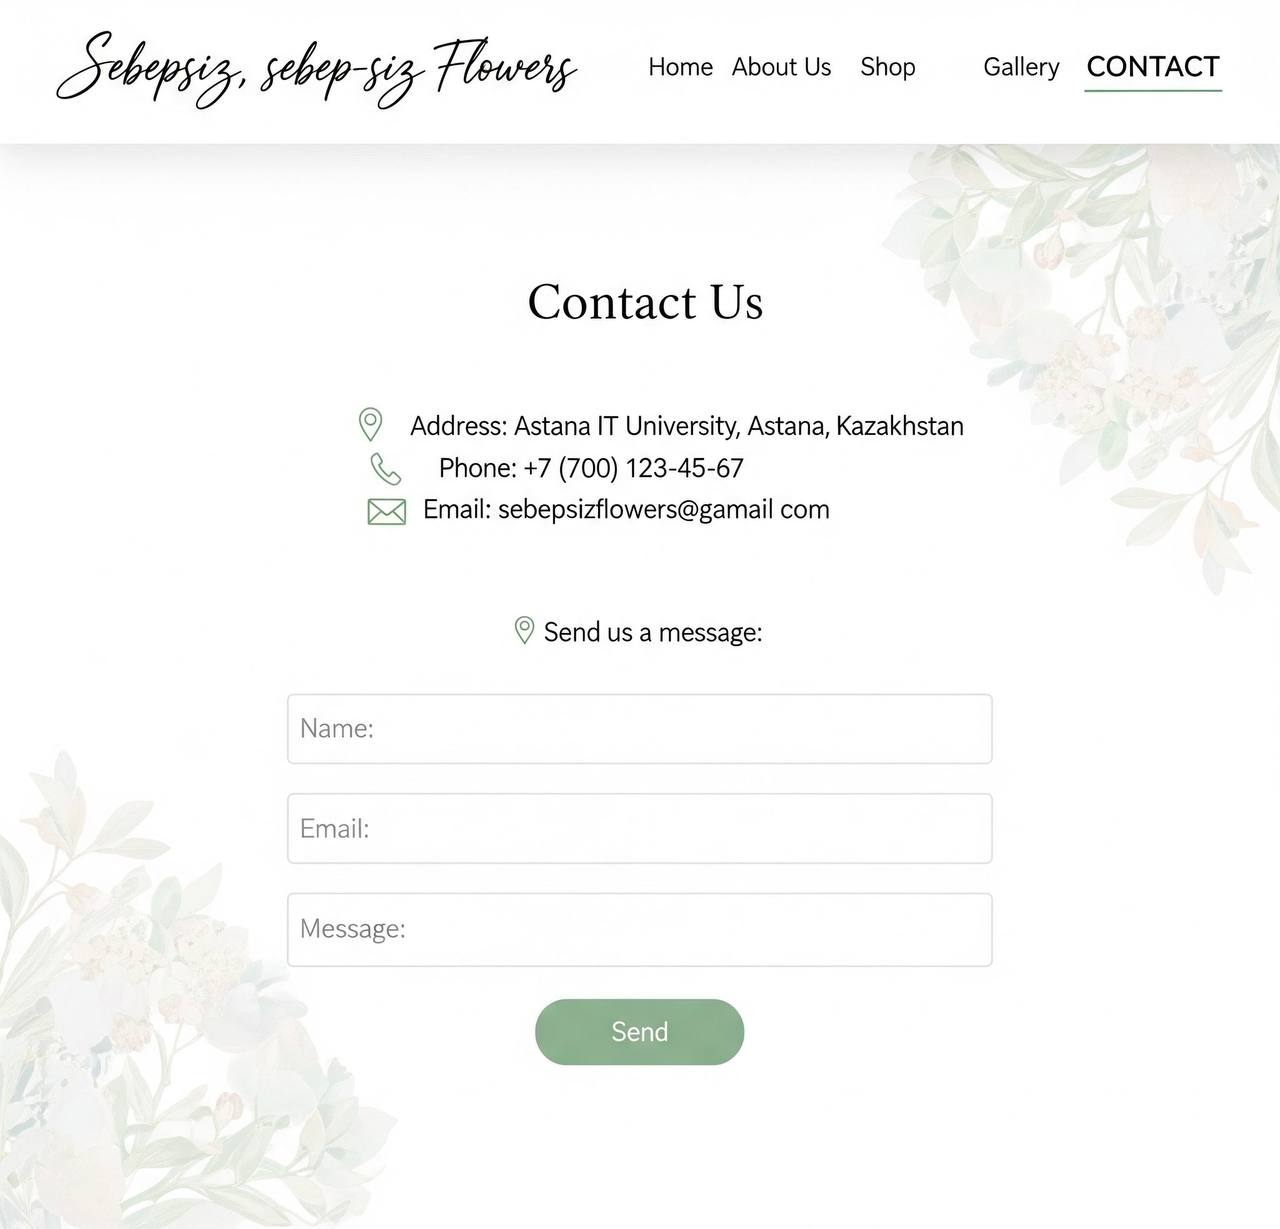 Sebepsiz, sebep-siz Flowers
Home About Us Shop Gallery CONTACT
Contact Us
Address: Astana IT University, Astana, Kazakhstan
Phone: +7 (700) 123-45-67
Email: sebepsizflowers@gamail com
Send us a message:
Name:
Email:
Message:
Send